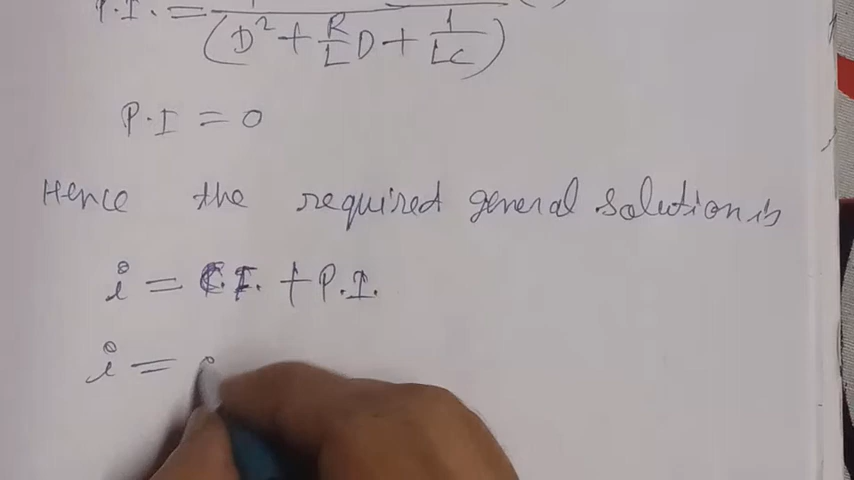 P.I. =
(D² + R/L D + 1/LC)
P.I = 0
Hence the required general solution is
i = C.F. + P.I.
i =